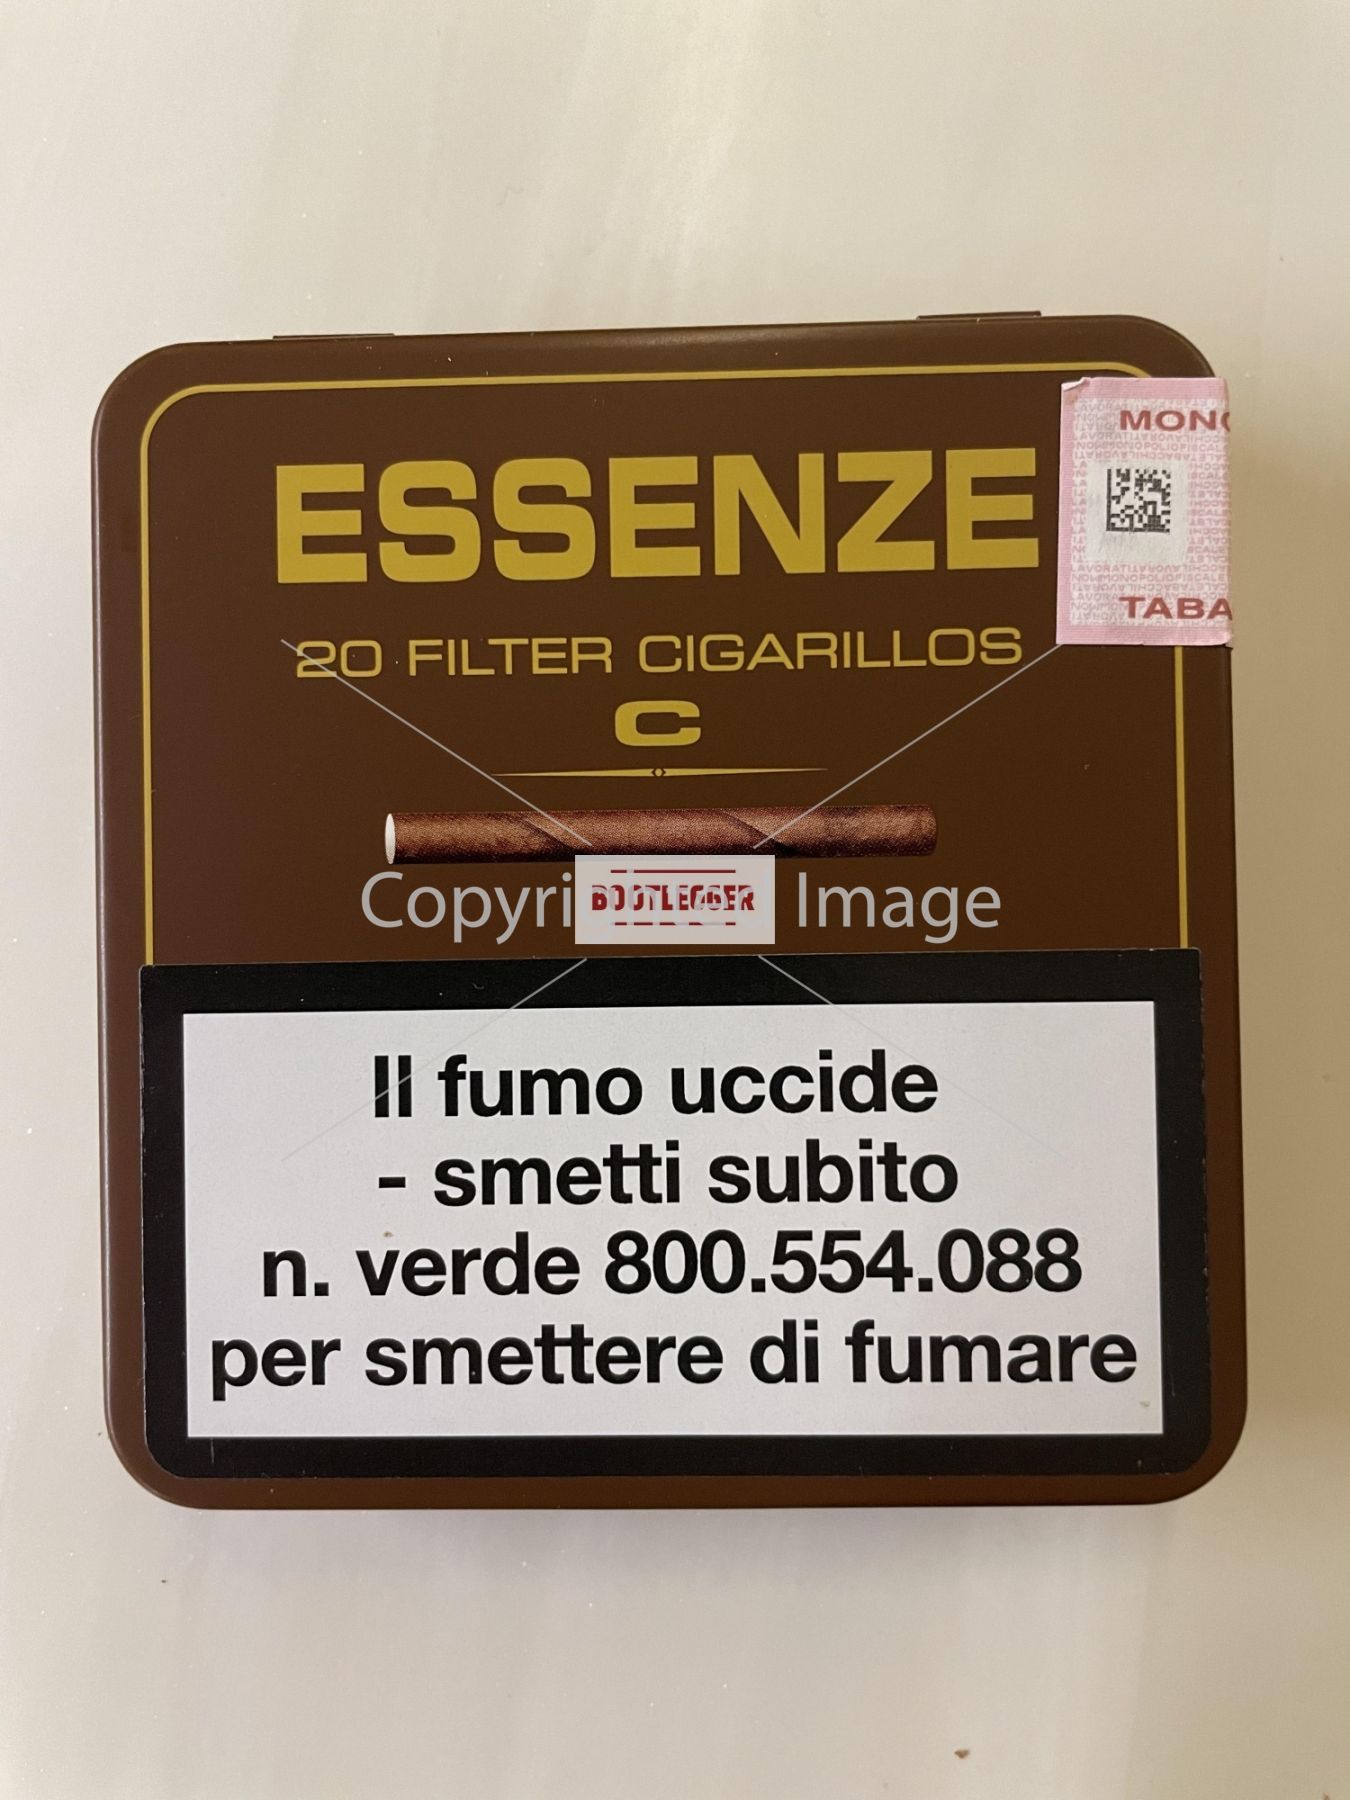 ESSENZE
MONO
TABA
20 FILTER CIGARILLOS
C
Copyrighted Image
BOOTLEGGER
Il fumo uccide
- smetti subito
n. verde 800.554.088
per smettere di fumare